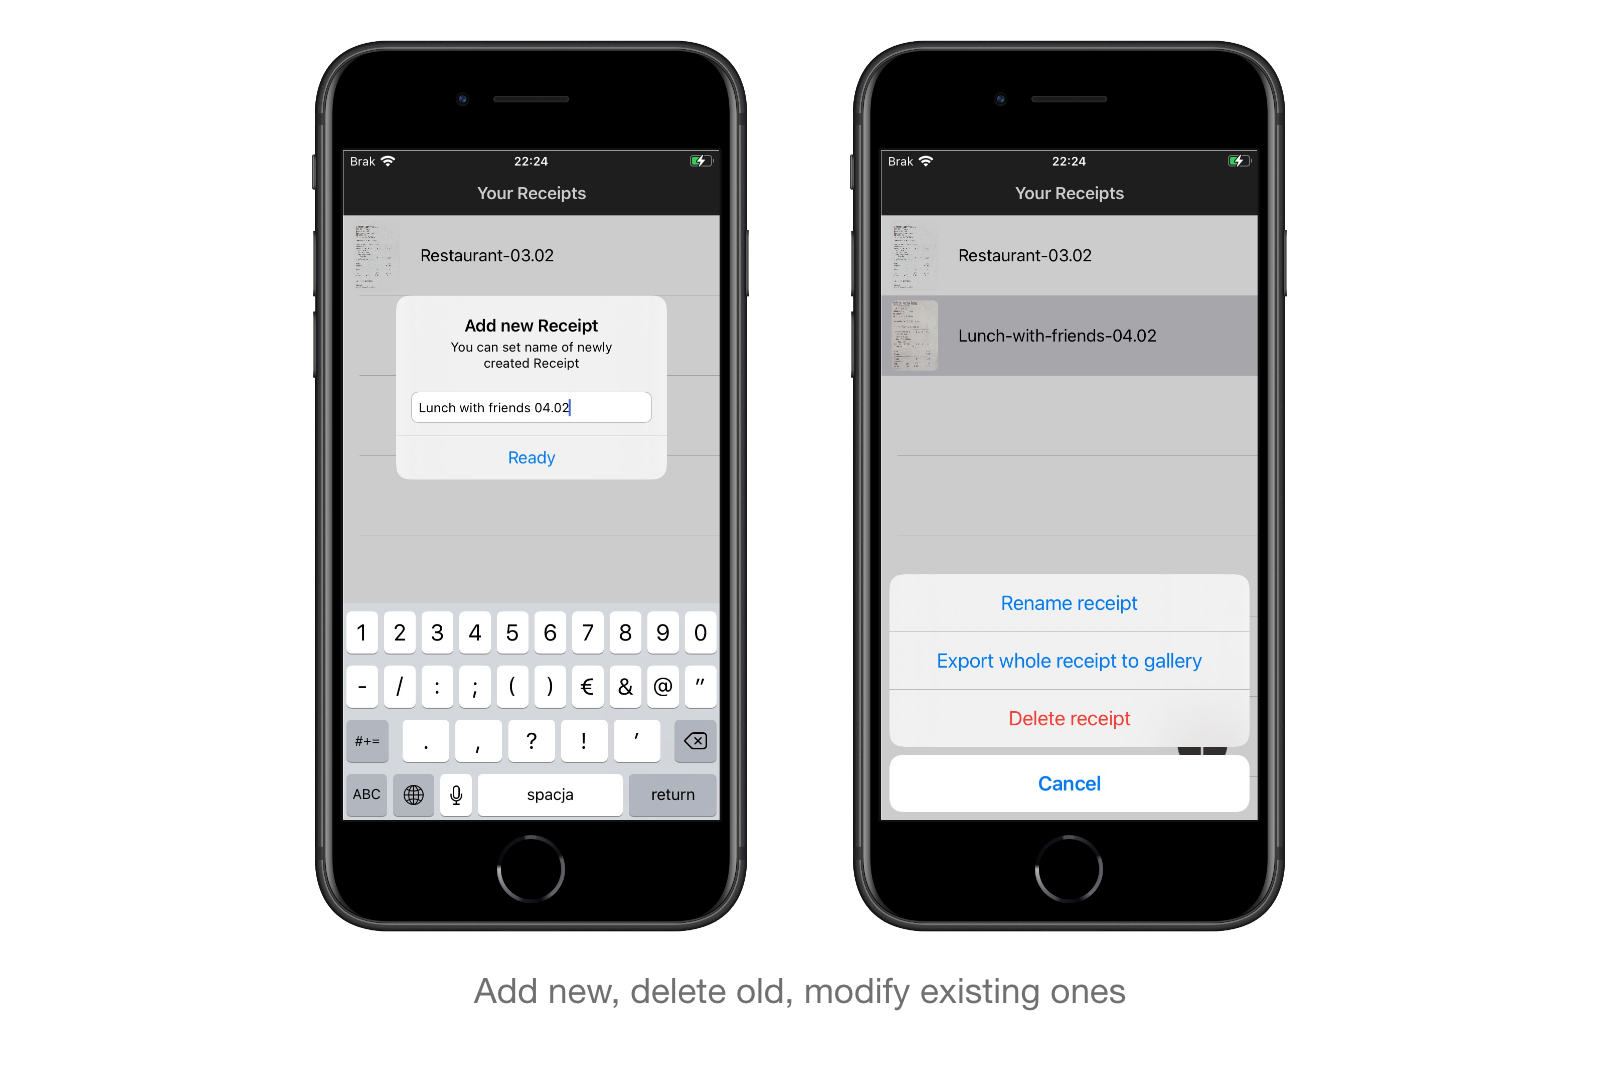 Brak
22:24
Your Receipts
Restaurant-03.02
Add new Receipt
You can set name of newly
created Receipt
Lunch with friends 04.02
Ready
1 2 3 4 5 6 7 8 9 0
- / : ; ( ) € & @ "
#+= . , ? ! '
ABC spacja return
Brak
22:24
Your Receipts
Restaurant-03.02
Lunch-with-friends-04.02
Rename receipt
Export whole receipt to gallery
Delete receipt
Cancel
Add new, delete old, modify existing ones